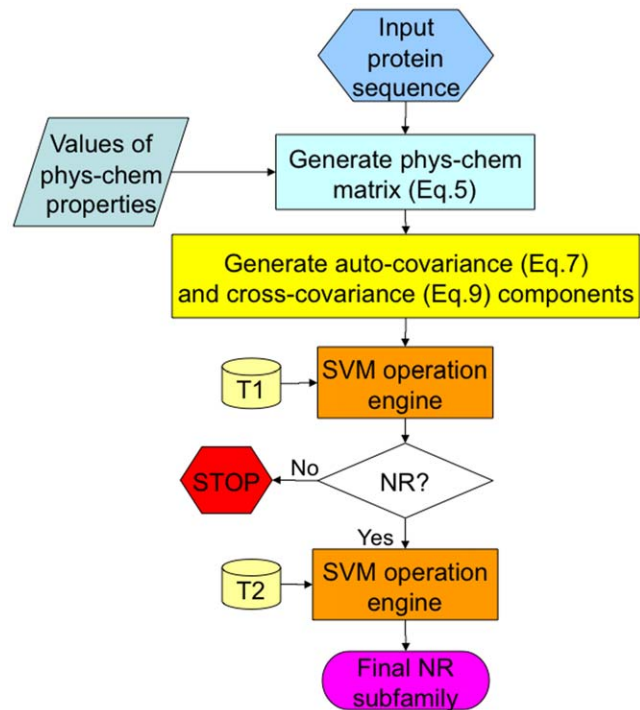 Input
protein
sequence
Values of
phys-chem
properties
Generate phys-chem
matrix (Eq.5)
Generate auto-covariance (Eq.7)
and cross-covariance (Eq.9) components
T1
SVM operation
engine
STOP
No
NR?
Yes
T2
SVM operation
engine
Final NR
subfamily